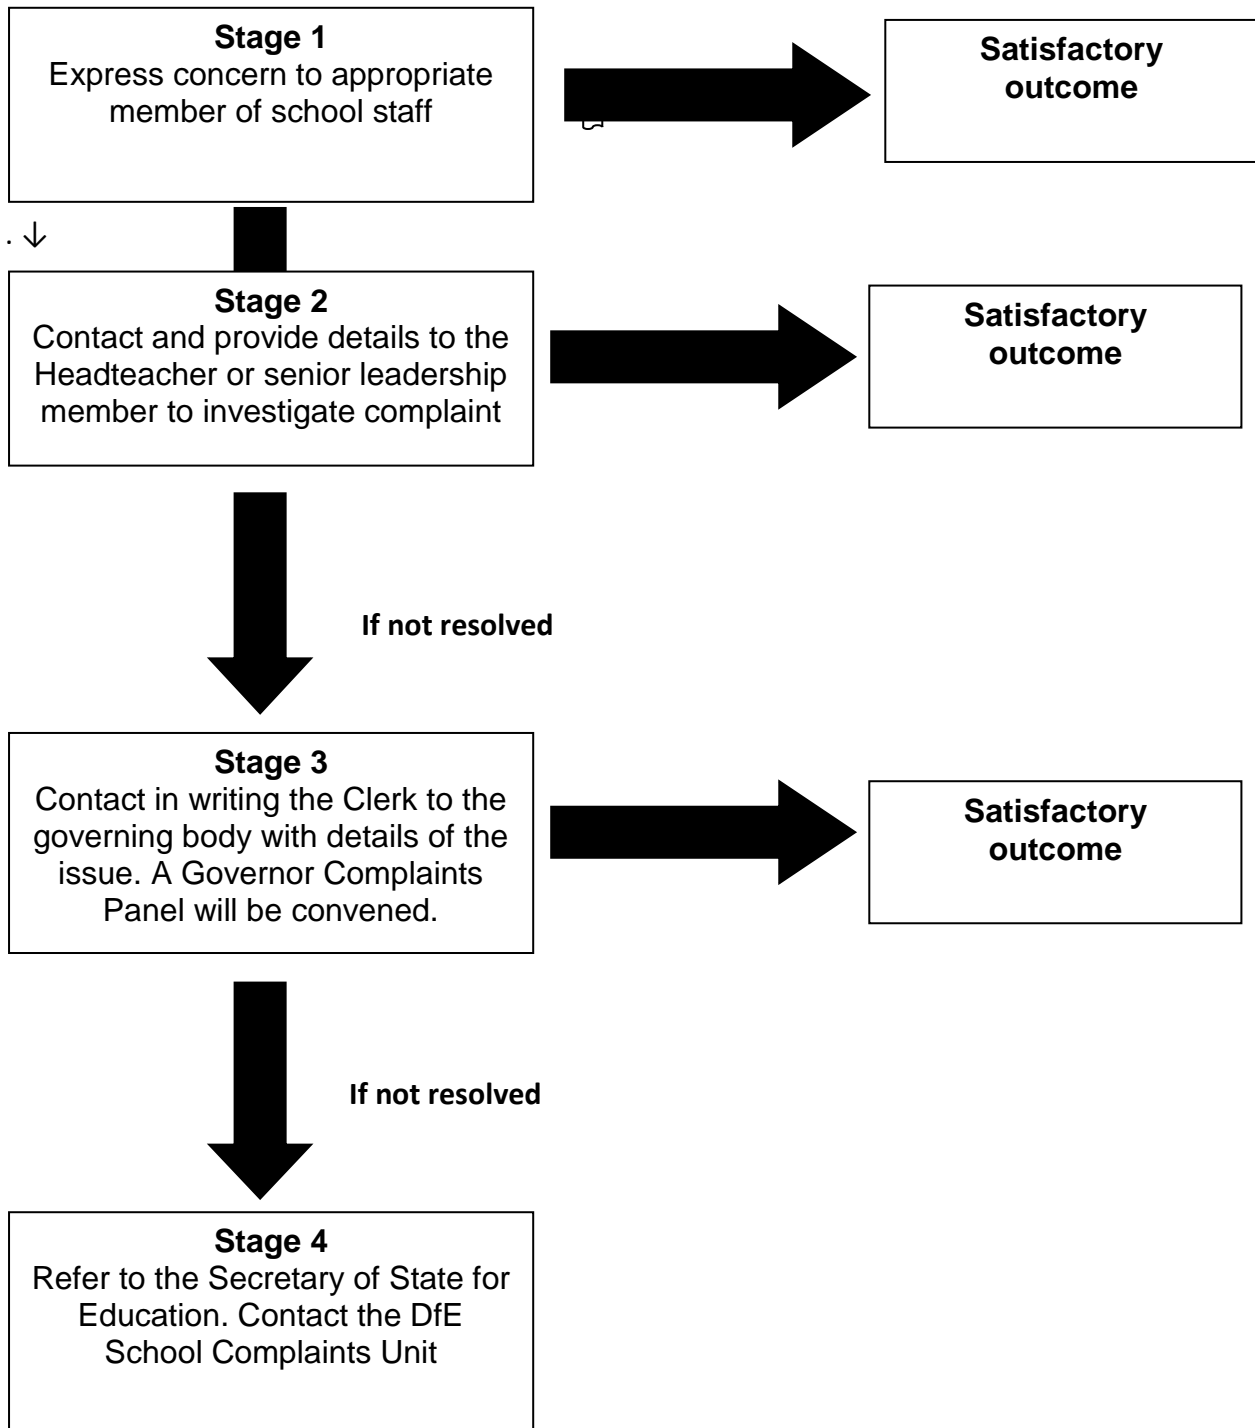 Stage 1
Express concern to appropriate
member of school staff
Satisfactory
outcome
. ↓
Stage 2
Contact and provide details to the
Headteacher or senior leadership
member to investigate complaint
Satisfactory
outcome
If not resolved
Stage 3
Contact in writing the Clerk to the
governing body with details of the
issue. A Governor Complaints
Panel will be convened.
Satisfactory
outcome
If not resolved
Stage 4
Refer to the Secretary of State for
Education. Contact the DfE
School Complaints Unit